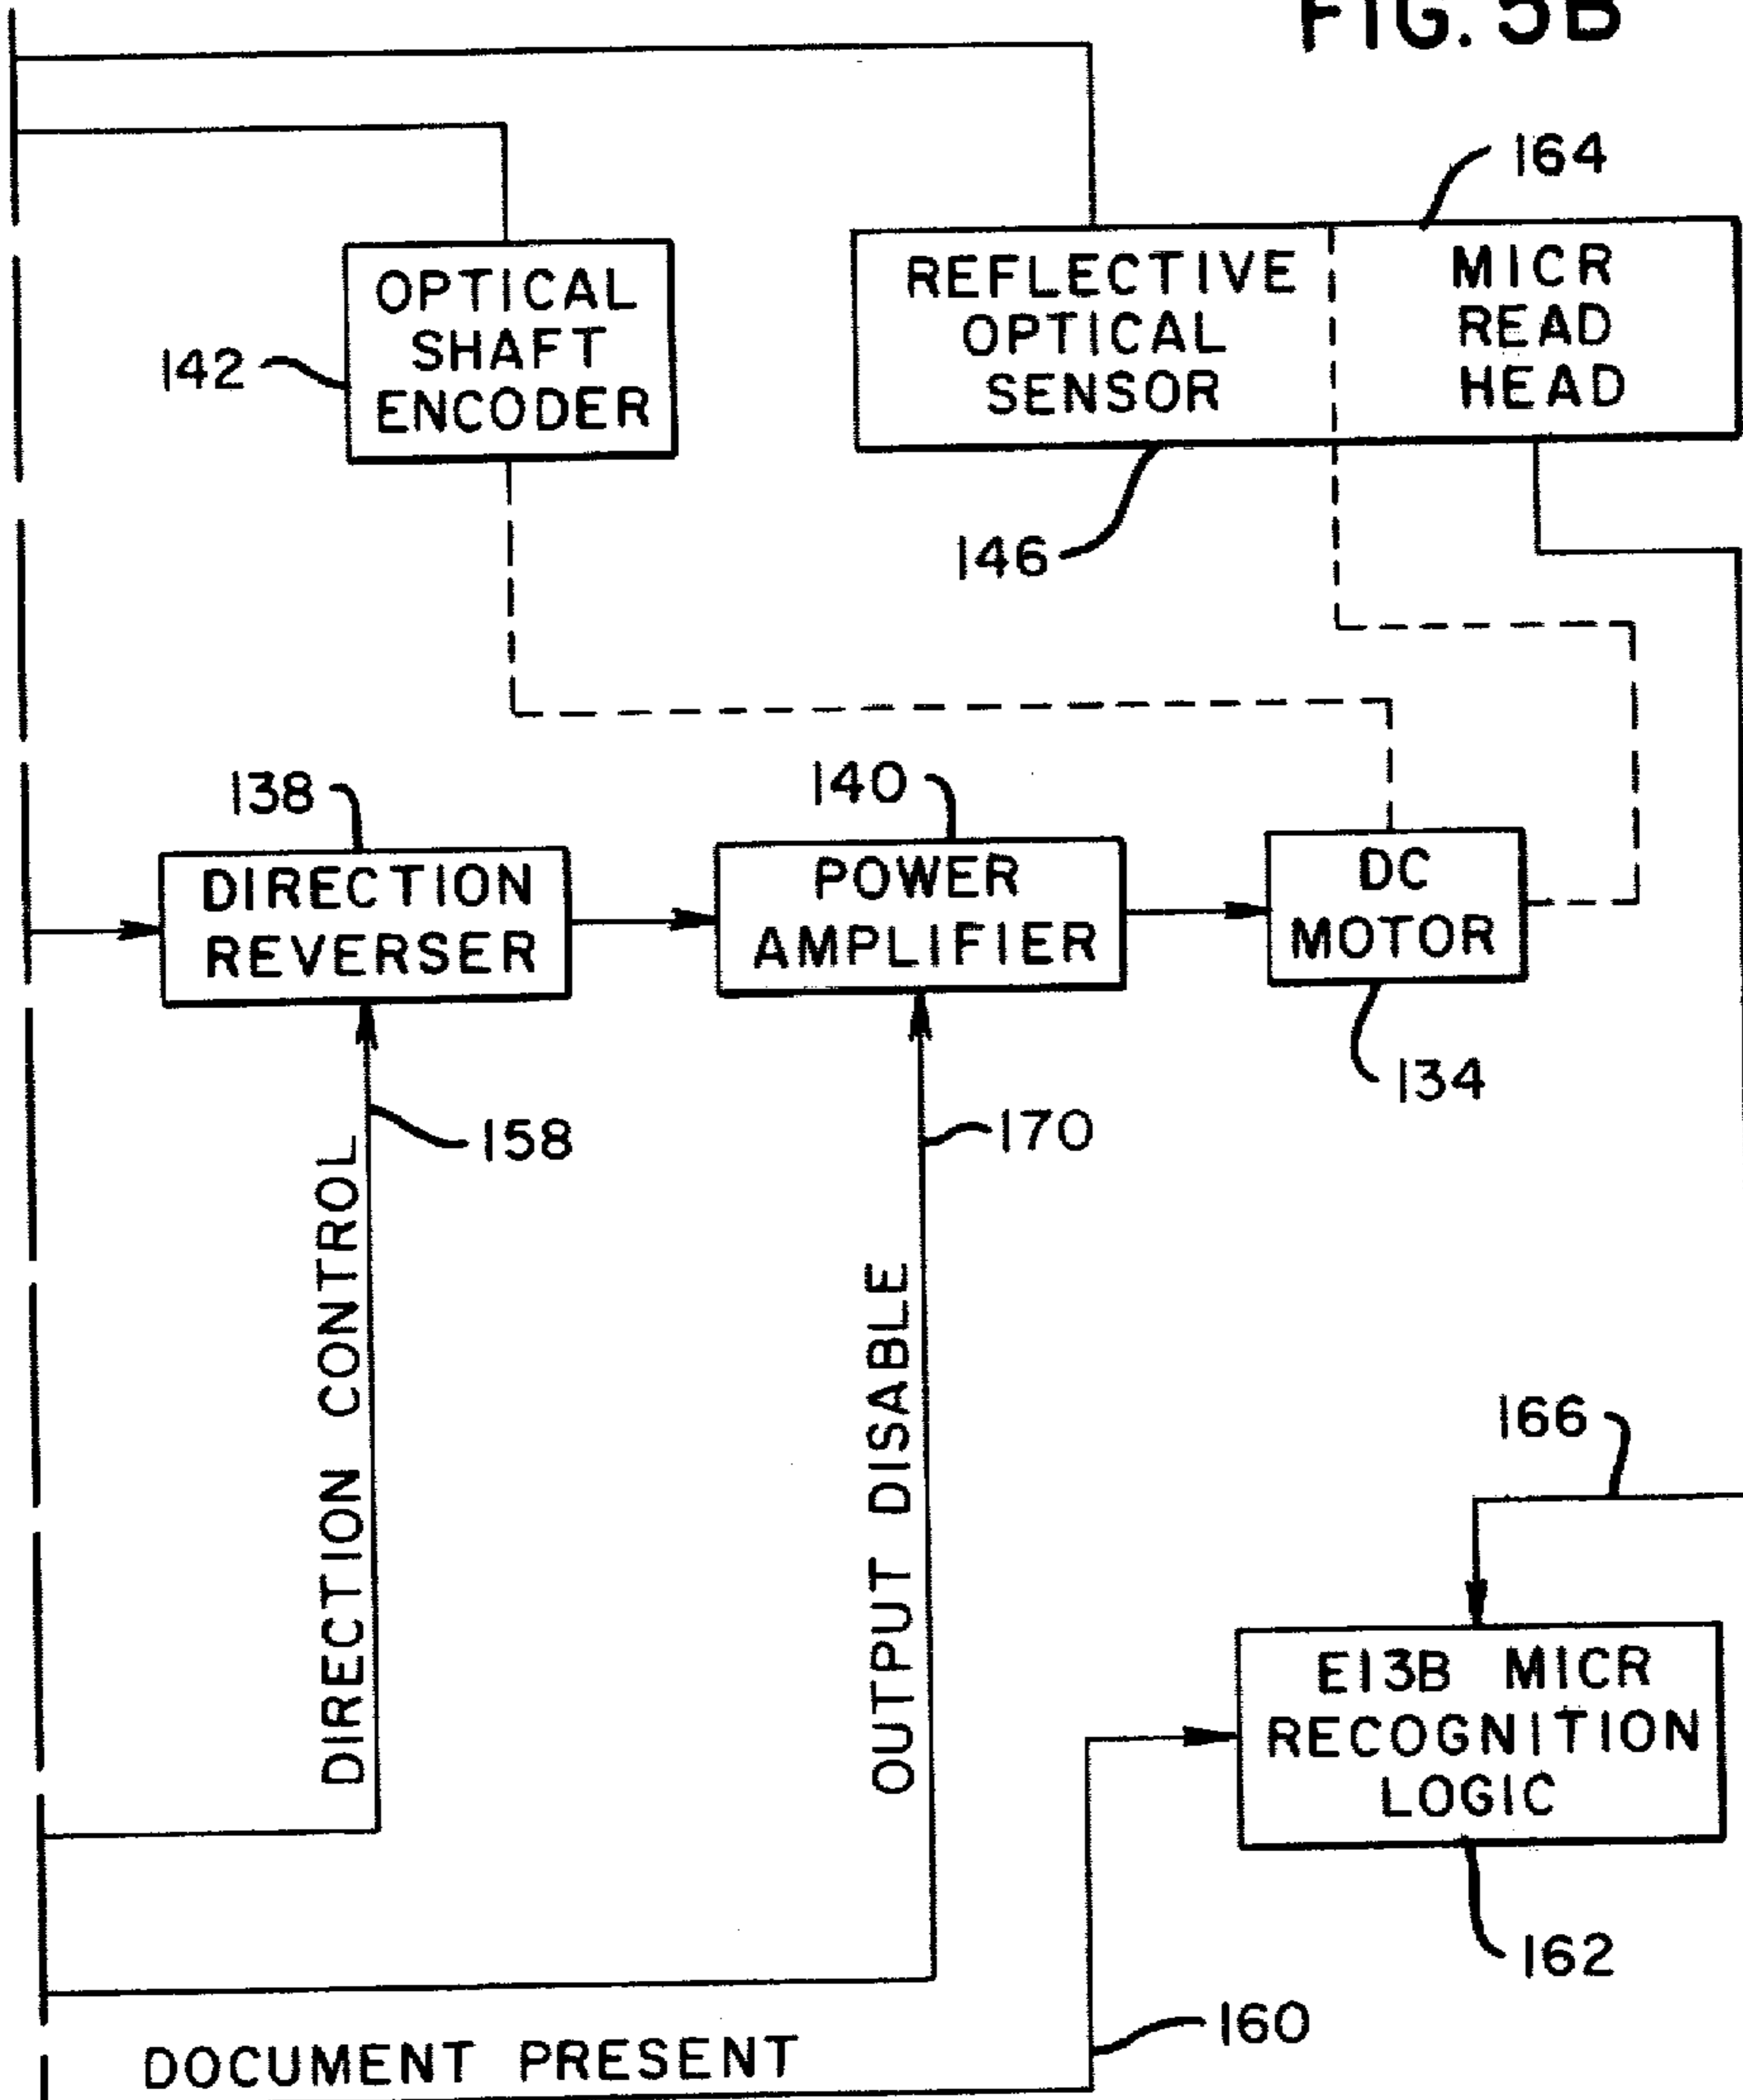 FIG. 5B
164
OPTICAL
SHAFT
ENCODER
142
REFLECTIVE
OPTICAL
SENSOR
MICR
READ
HEAD
146
138
140
DIRECTION
REVERSER
POWER
AMPLIFIER
DC
MOTOR
134
158
170
DIRECTION CONTROL
OUTPUT DISABLE
166
E13B MICR
RECOGNITION
LOGIC
162
160
DOCUMENT PRESENT